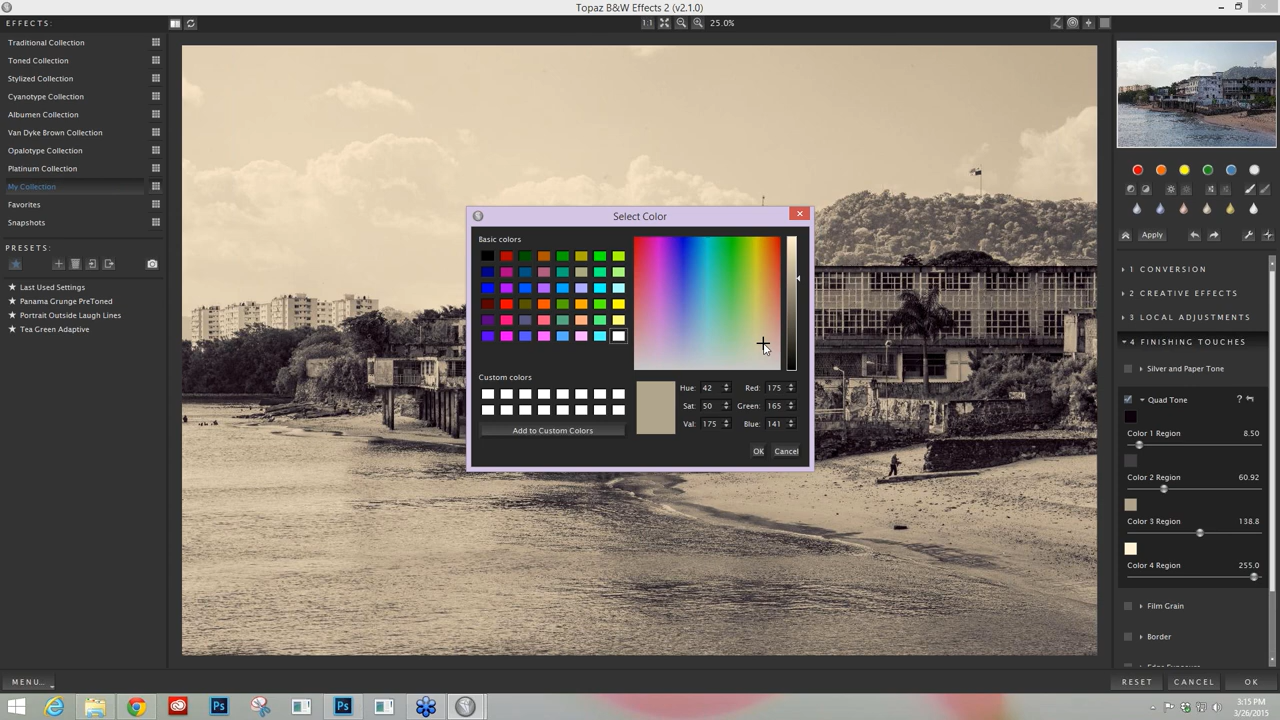 Topaz B&W Effects 2 (v2.1.0)
EFFECTS:
1:1
25.0%
Traditional Collection
Toned Collection
Stylized Collection
Cyanotype Collection
Albumen Collection
Van Dyke Brown Collection
Opalotype Collection
Platinum Collection
My Collection
Favorites
Snapshots
PRESETS:
Last Used Settings
Panama Grunge PreToned
Portrait Outside Laugh Lines
Tea Green Adaptive
Select Color
Basic colors
Custom colors
Add to Custom Colors
Hue: 42
Red: 175
Sat: 50
Green: 165
Val: 175
Blue: 141
OK
Cancel
Apply
1 CONVERSION
2 CREATIVE EFFECTS
3 LOCAL ADJUSTMENTS
4 FINISHING TOUCHES
Silver and Paper Tone
Quad Tone
?
Color 1 Region 8.50
Color 2 Region 60.92
Color 3 Region 138.8
Color 4 Region 255.0
Film Grain
Border
MENU...
RESET
CANCEL
OK
Ps
Ps
3:15 PM
3/26/2015